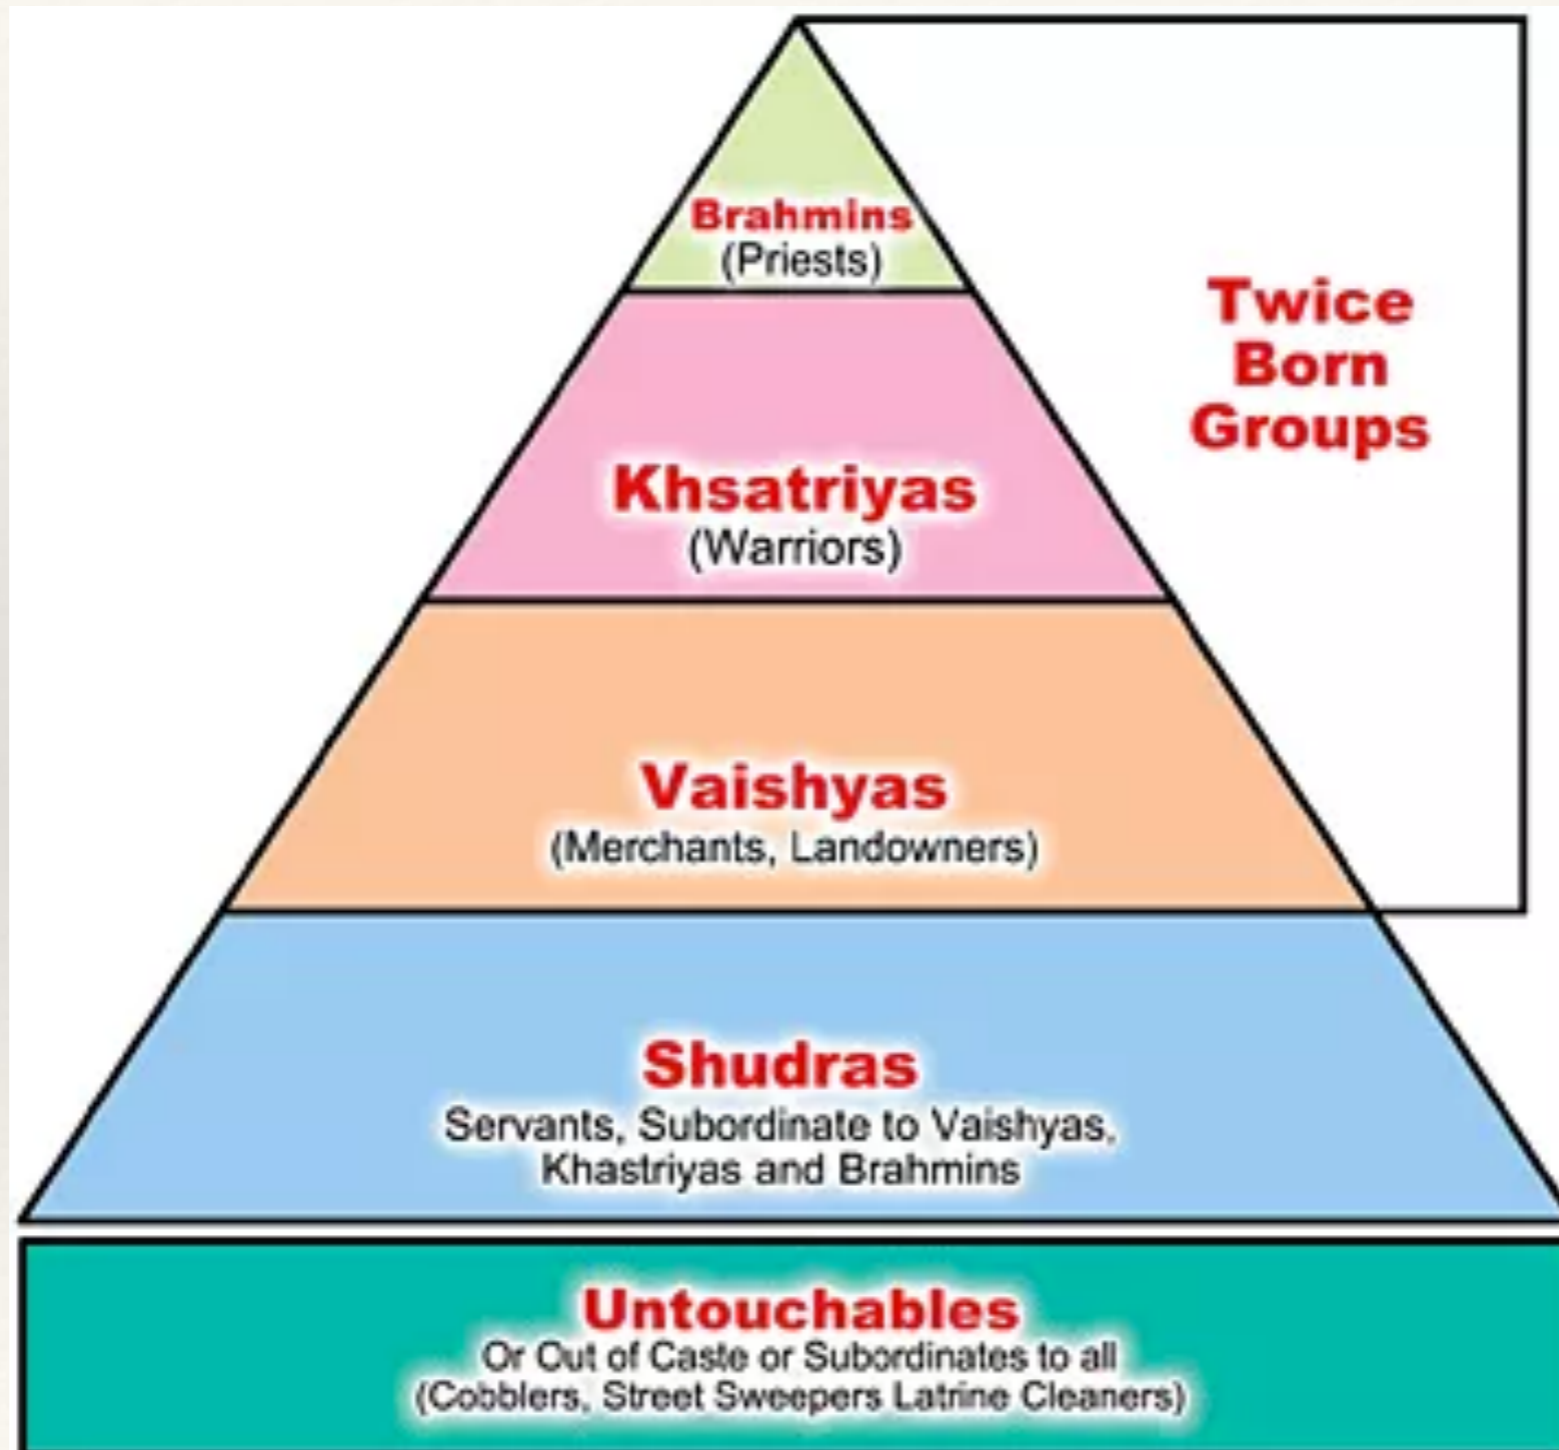 Brahmins
(Priests)
Twice
Born
Groups
Khsatriyas
(Warriors)
Vaishyas
(Merchants, Landowners)
Shudras
Servants, Subordinate to Vaishyas,
Khastriyas and Brahmins
Untouchables
Or Out of Caste or Subordinates to all
(Cobblers, Street Sweepers Latrine Cleaners)